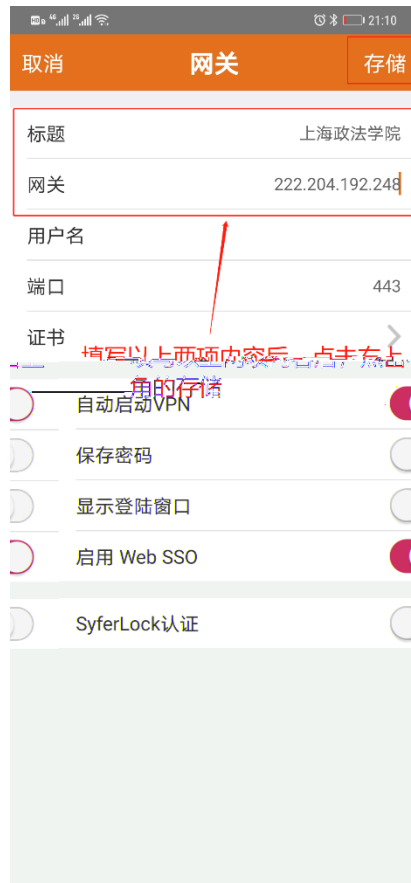 21:10
取消 网关 存储
标题 上海政法学院
网关 222.204.192.248
用户名
端口 443
证书
填写以上两项内容后，点击右上
角的存储
自动启动VPN
保存密码
显示登陆窗口
启用 Web SSO
SyferLock认证